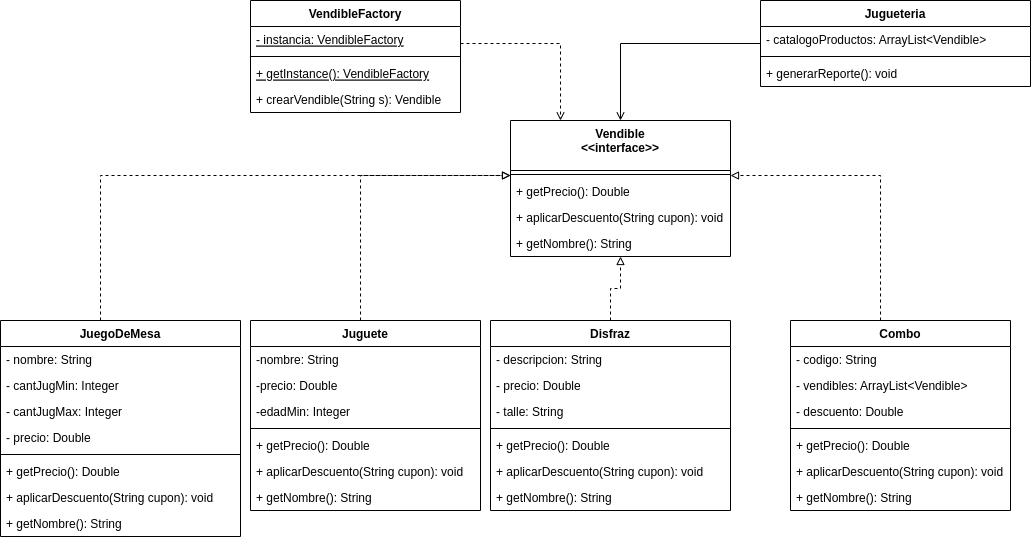 VendibleFactory
- instancia: VendibleFactory
+ getInstance(): VendibleFactory
+ crearVendible(String s): Vendible
Jugueteria
- catalogoProductos: ArrayList<Vendible>
+ generarReporte(): void
Vendible
<<interface>>
+ getPrecio(): Double
+ aplicarDescuento(String cupon): void
+ getNombre(): String
JuegoDeMesa
- nombre: String
- cantJugMin: Integer
- cantJugMax: Integer
- precio: Double
+ getPrecio(): Double
+ aplicarDescuento(String cupon): void
+ getNombre(): String
Juguete
-nombre: String
-precio: Double
-edadMin: Integer
+ getPrecio(): Double
+ aplicarDescuento(String cupon): void
+ getNombre(): String
Disfraz
- descripcion: String
- precio: Double
- talle: String
+ getPrecio(): Double
+ aplicarDescuento(String cupon): void
+ getNombre(): String
Combo
- codigo: String
- vendibles: ArrayList<Vendible>
- descuento: Double
+ getPrecio(): Double
+ aplicarDescuento(String cupon): void
+ getNombre(): String